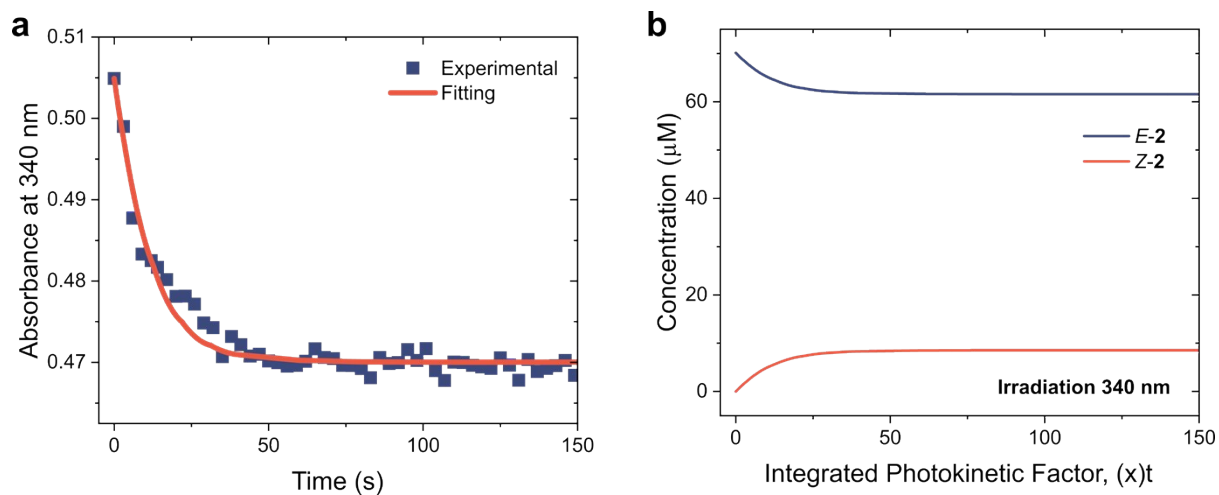 a
0.51
0.50
0.49
0.48
0.47
Absorbance at 340 nm
Experimental
Fitting
0
50
100
150
Time (s)
b
60
40
20
0
Concentration (μM)
E-2
Z-2
Irradiation 340 nm
0
50
100
150
Integrated Photokinetic Factor, (x)t